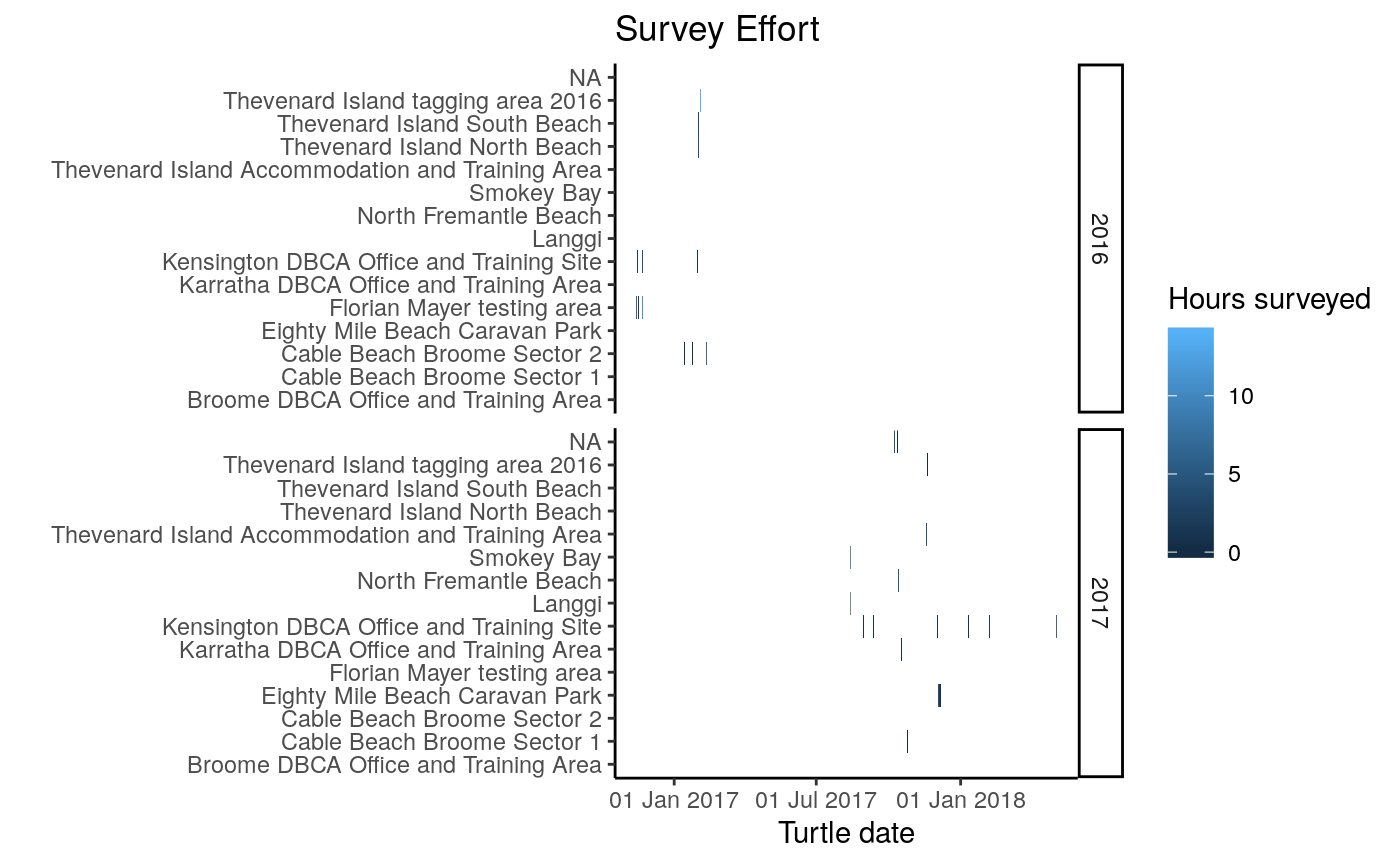 Survey Effort
NA
Thevenard Island tagging area 2016
Thevenard Island South Beach
Thevenard Island North Beach
Thevenard Island Accommodation and Training Area
Smokey Bay
North Fremantle Beach
Langgi
Kensington DBCA Office and Training Site
Karratha DBCA Office and Training Area
Florian Mayer testing area
Eighty Mile Beach Caravan Park
Cable Beach Broome Sector 2
Cable Beach Broome Sector 1
Broome DBCA Office and Training Area
2016
NA
Thevenard Island tagging area 2016
Thevenard Island South Beach
Thevenard Island North Beach
Thevenard Island Accommodation and Training Area
Smokey Bay
North Fremantle Beach
Langgi
Kensington DBCA Office and Training Site
Karratha DBCA Office and Training Area
Florian Mayer testing area
Eighty Mile Beach Caravan Park
Cable Beach Broome Sector 2
Cable Beach Broome Sector 1
Broome DBCA Office and Training Area
2017
01 Jan 2017 01 Jul 2017 01 Jan 2018
Turtle date
Hours surveyed
10
5
0